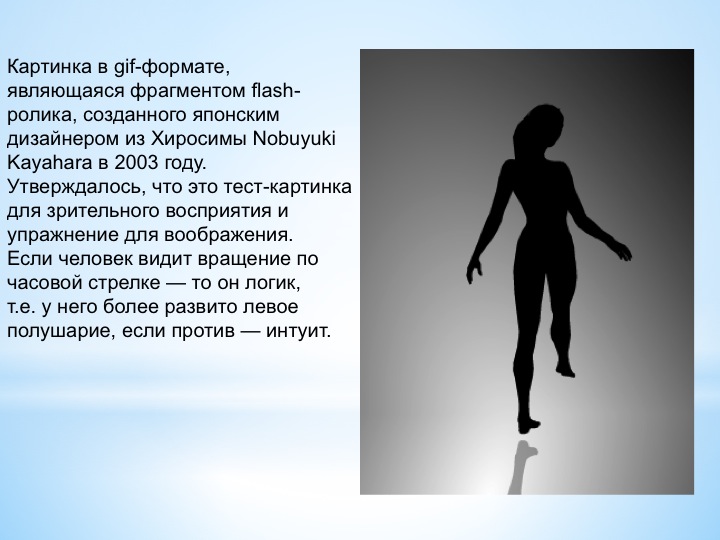 Картинка в gif-формате,
являющаяся фрагментом flash-
ролика, созданного японским
дизайнером из Хиросимы Nobuyuki
Kayahara в 2003 году.
Утверждалось, что это тест-картинка
для зрительного восприятия и
упражнение для воображения.
Если человек видит вращение по
часовой стрелке — то он логик,
т.е. у него более развито левое
полушарие, если против — интуит.